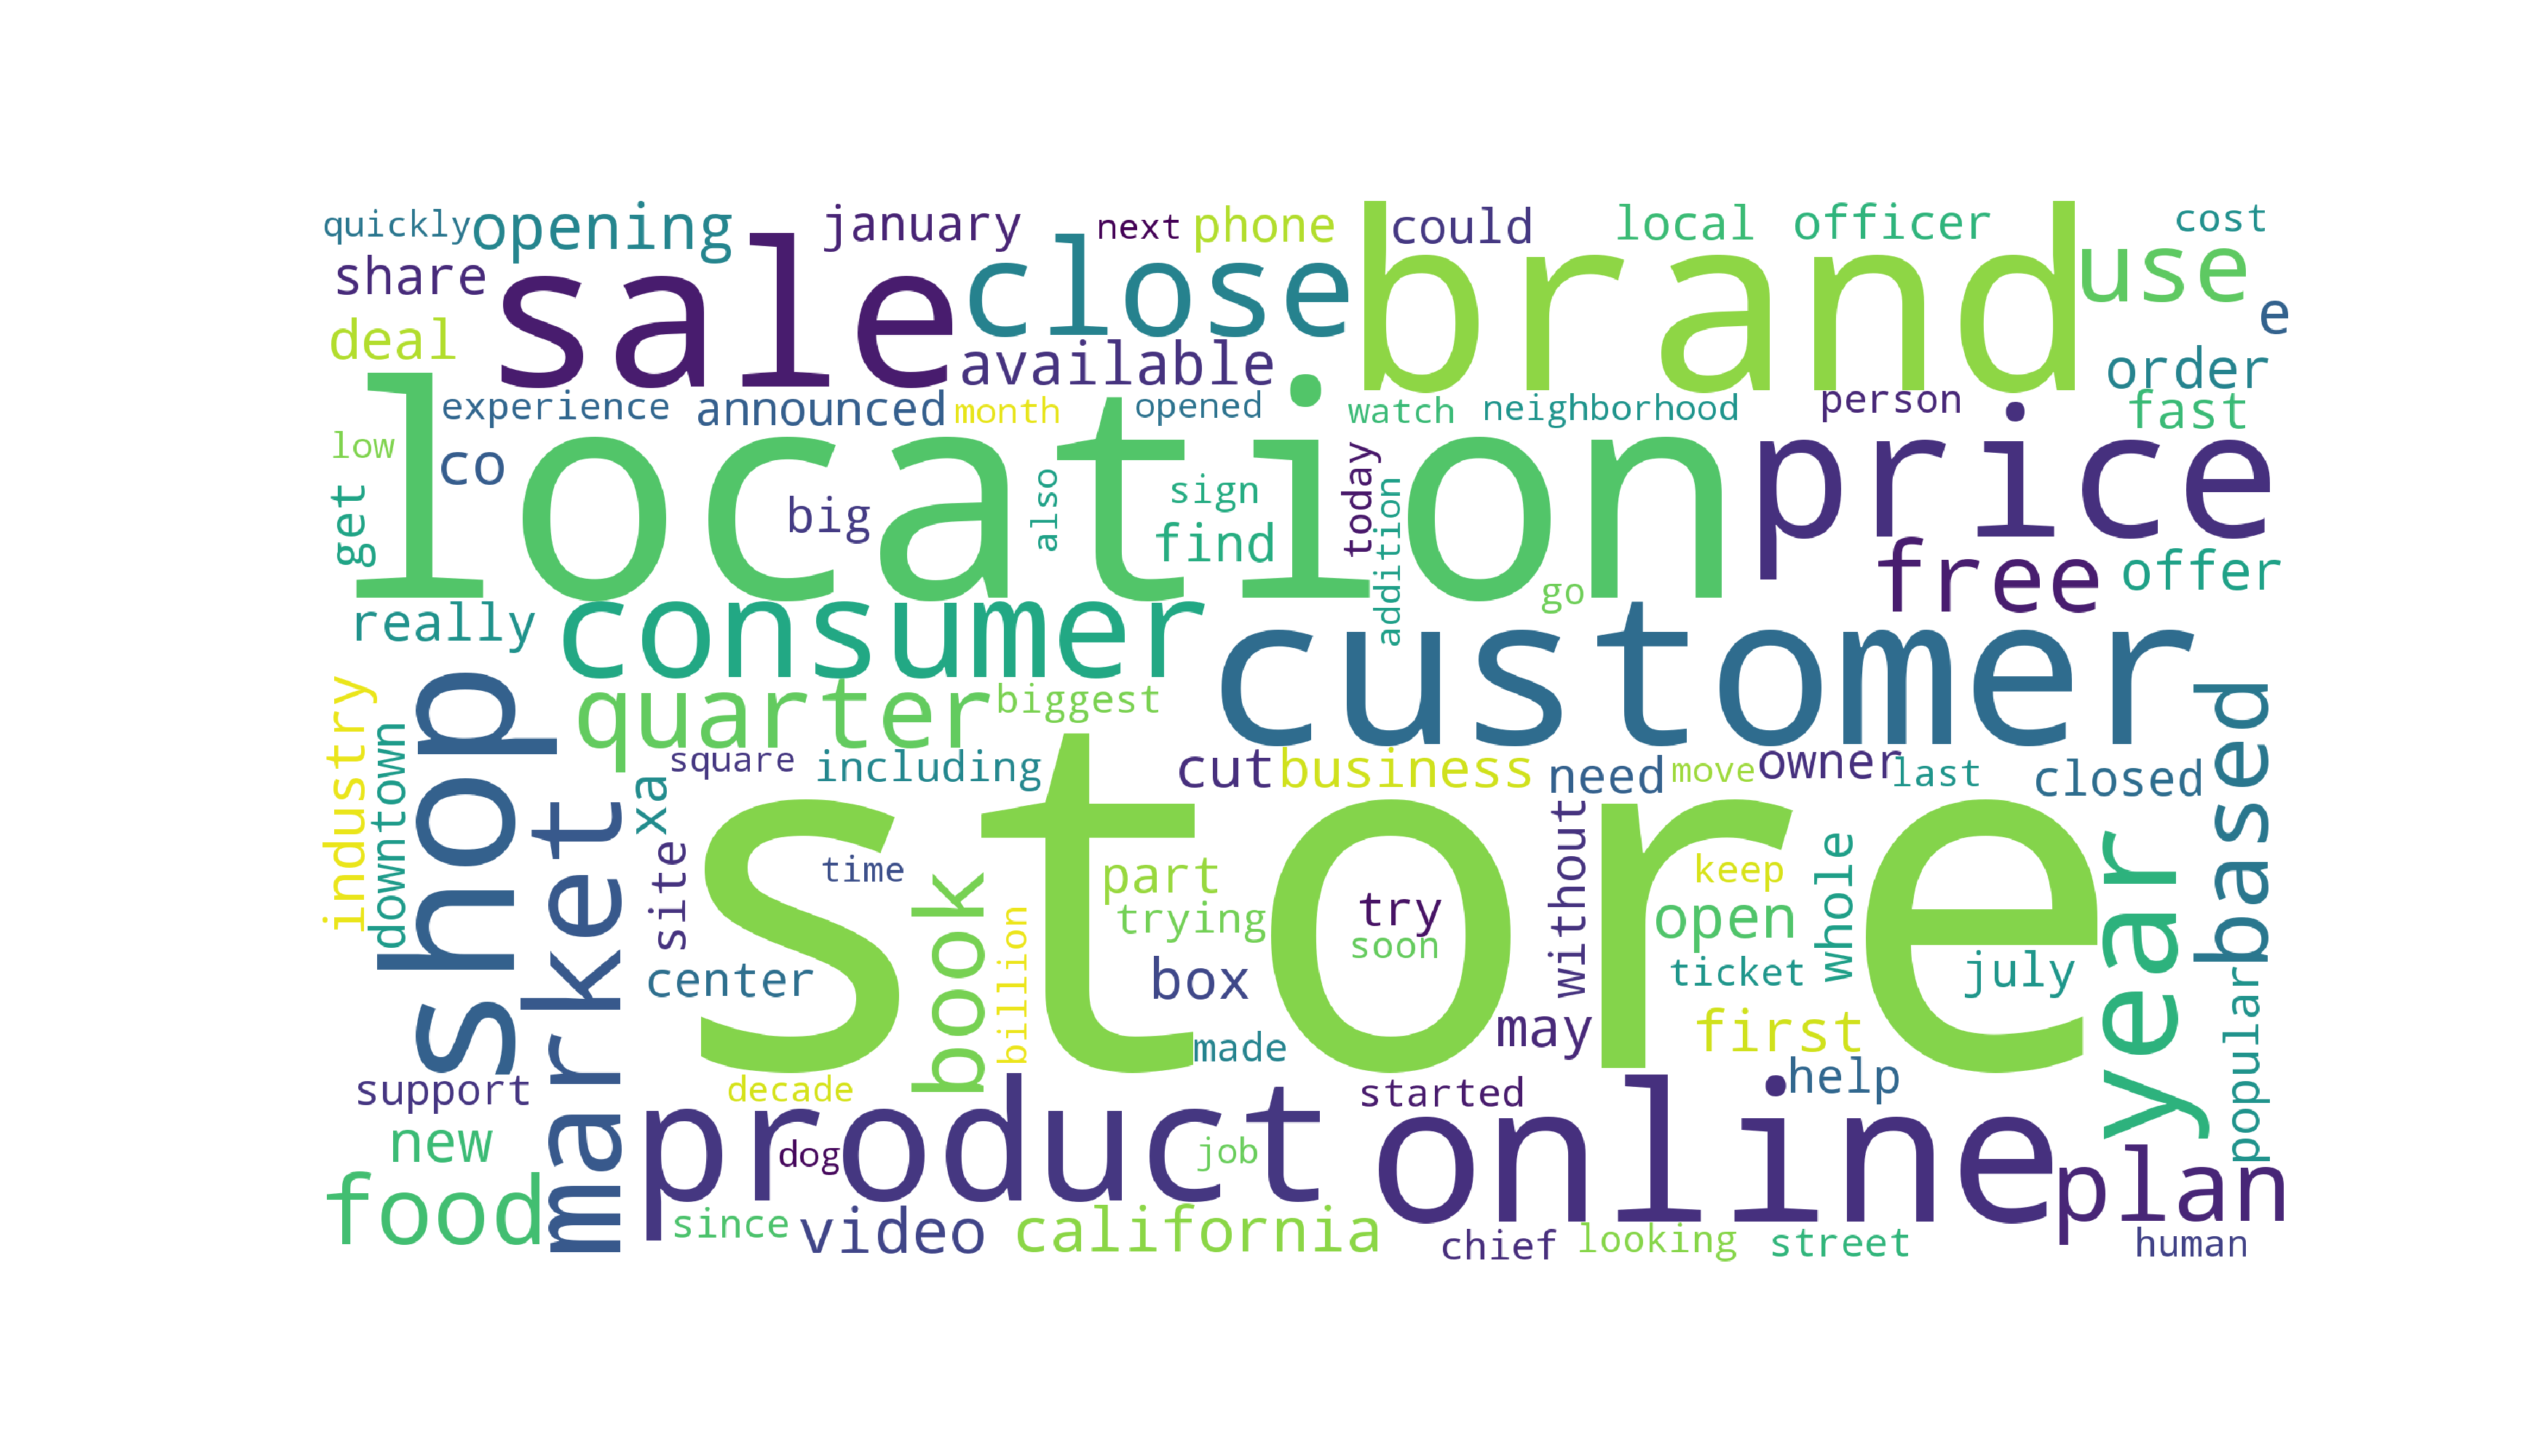 quickly
opening
january
next
phone
could
local
officer
cost
share
sale
close
brand
use
e
deal
available
order
experience
announced
month
opened
watch
neighborhood
person
fast
low
co
location
price
get
big
also
sign
find
today
addition
go
free
offer
really
consumer
customer
quarter
biggest
shop
industry
downtown
market
xa
square
including
cut
business
need
move
owner
last
closed
based
store
site
time
book
billion
part
trying
try
soon
without
keep
open
whole
ticket
july
year
popular
center
box
may
first
made
help
support
decade
started
new
product
dog
job
online
plan
food
since
video
california
chief
looking
street
human